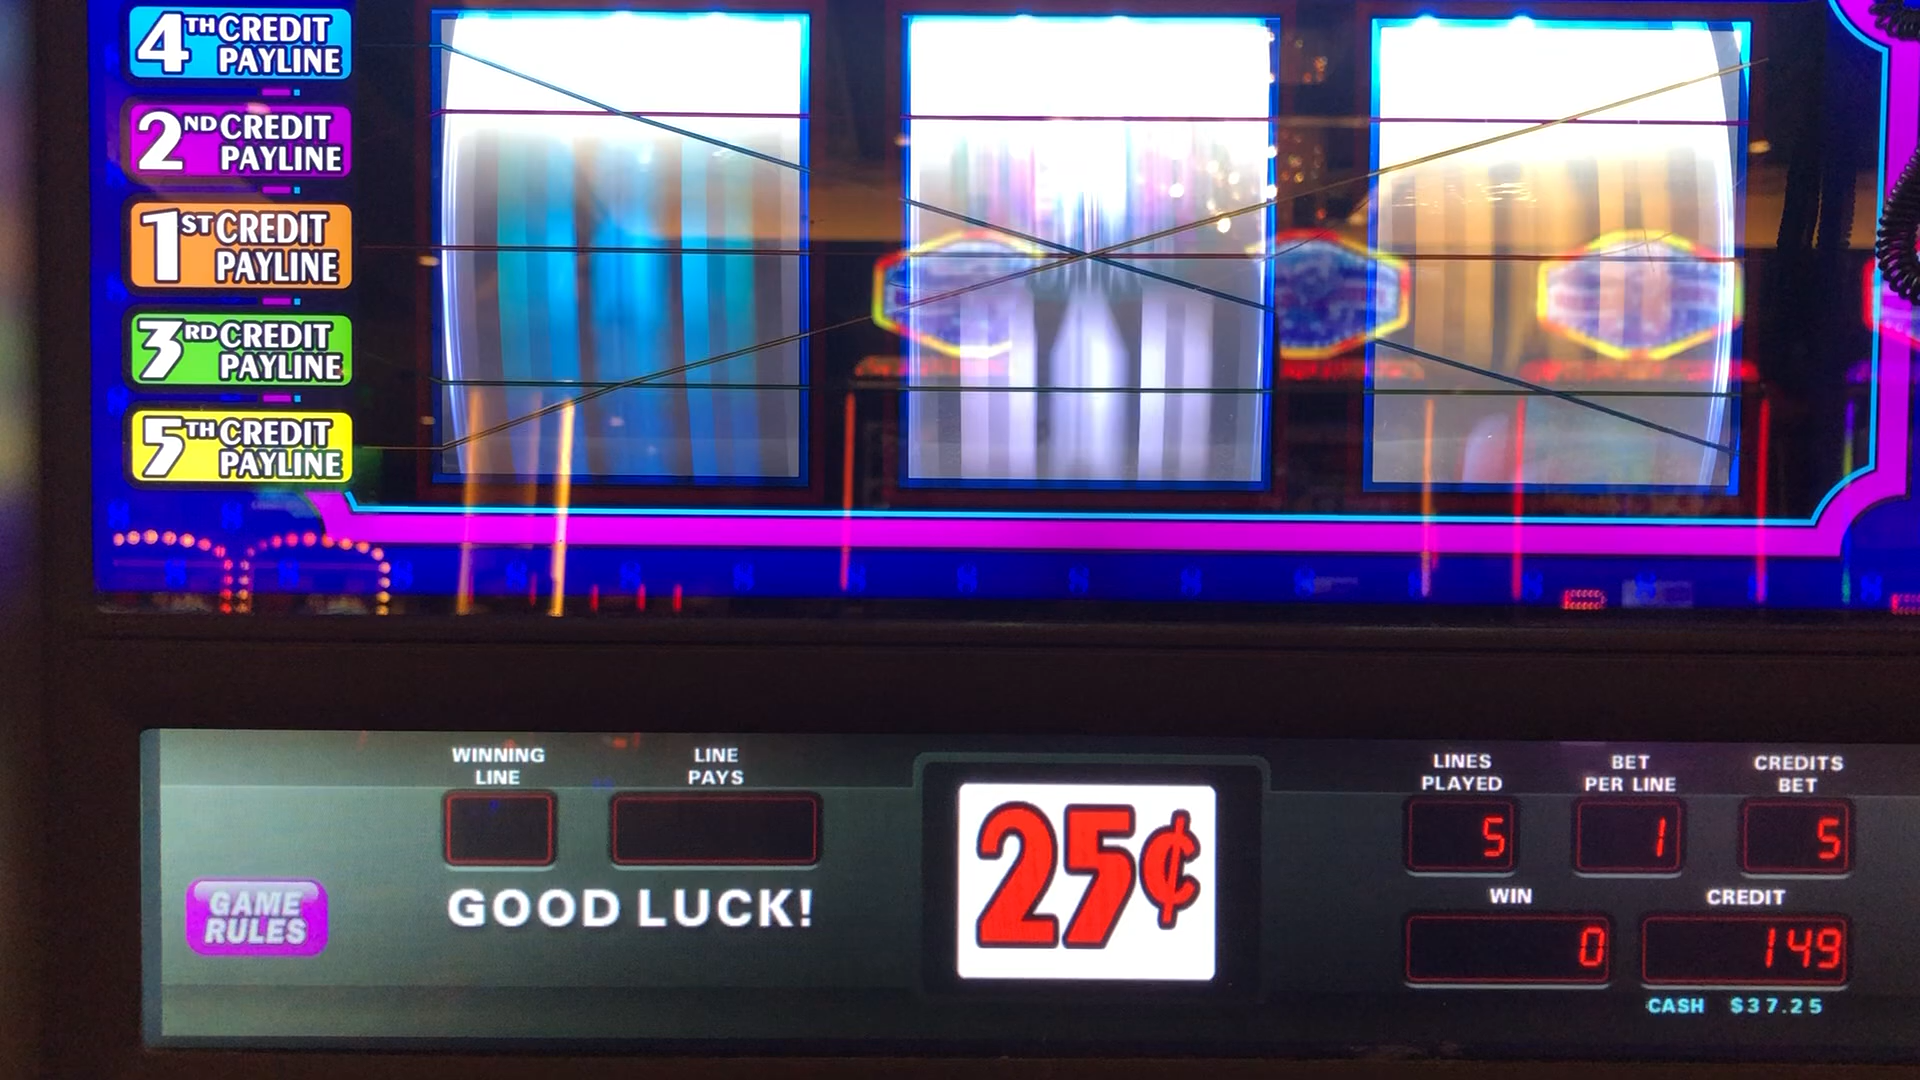 4TH CREDIT
PAYLINE
2ND CREDIT
PAYLINE
1ST CREDIT
PAYLINE
3RD CREDIT
PAYLINE
5TH CREDIT
PAYLINE
WINNING
LINE
LINE
PAYS
GAME
RULES
GOOD LUCK!
25¢
LINES
PLAYED
5
BET
PER LINE
1
CREDITS
BET
5
WIN
0
CREDIT
149
CASH $37.25